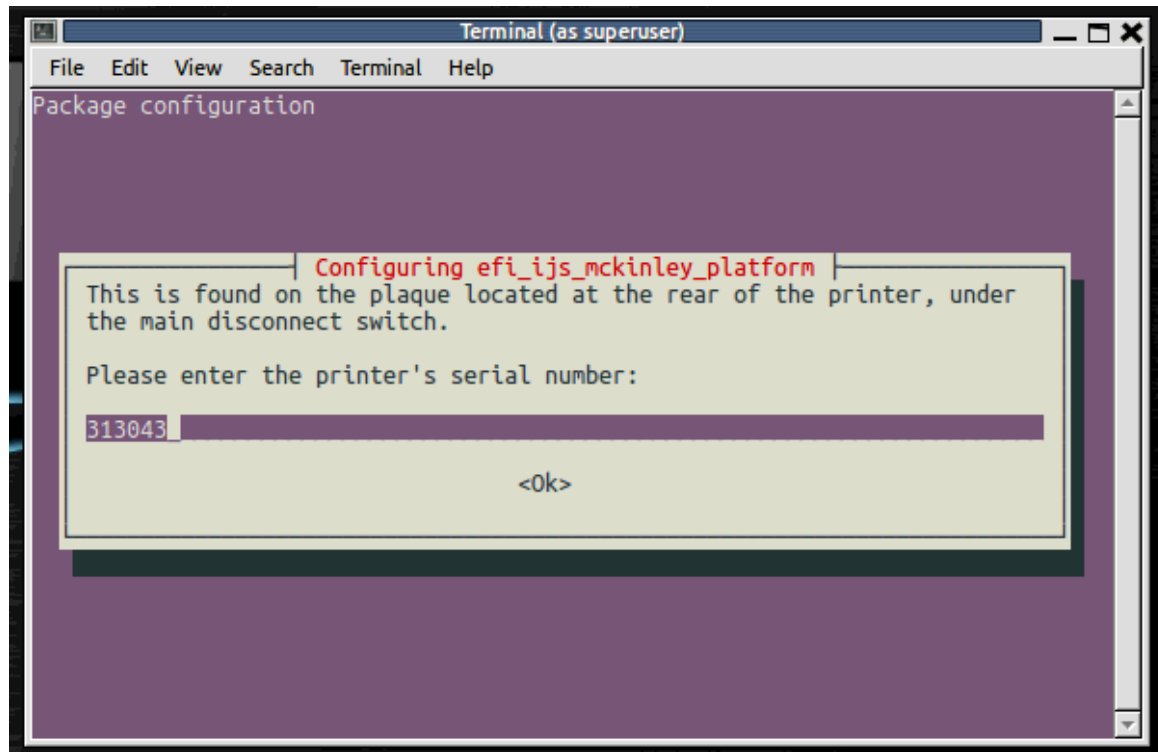 Terminal (as superuser)
File Edit View Search Terminal Help
Package configuration
Configuring efi_ijs_mckinley_platform
This is found on the plaque located at the rear of the printer, under
the main disconnect switch.
Please enter the printer's serial number:
313043_
<Ok>